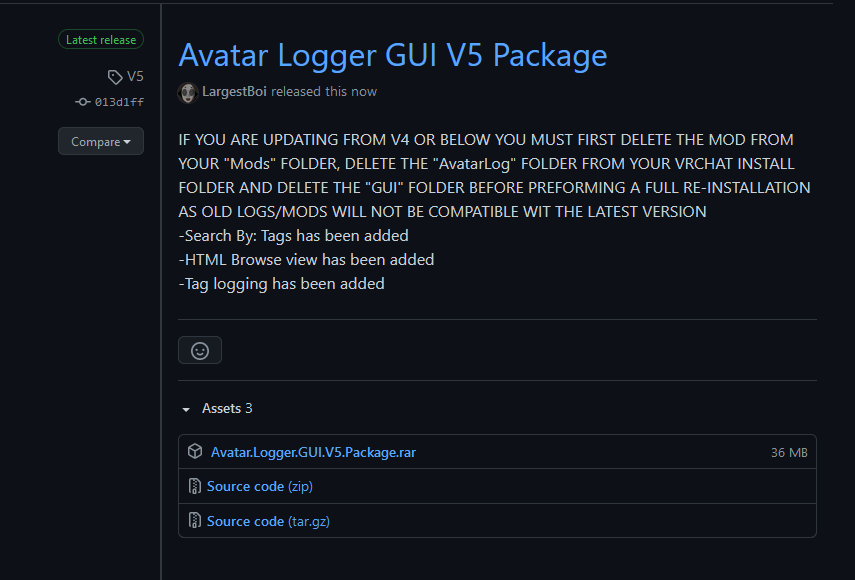 Latest release
V5
013d1ff
Compare
Avatar Logger GUI V5 Package
LargestBoi released this now
IF YOU ARE UPDATING FROM V4 OR BELOW YOU MUST FIRST DELETE THE MOD FROM
YOUR "Mods" FOLDER, DELETE THE "AvatarLog" FOLDER FROM YOUR VRCHAT INSTALL
FOLDER AND DELETE THE "GUI" FOLDER BEFORE PREFORMING A FULL RE-INSTALLATION
AS OLD LOGS/MODS WILL NOT BE COMPATIBLE WIT THE LATEST VERSION
-Search By: Tags has been added
-HTML Browse view has been added
-Tag logging has been added
Assets 3
Avatar.Logger.GUI.V5.Package.rar 36 MB
Source code (zip)
Source code (tar.gz)